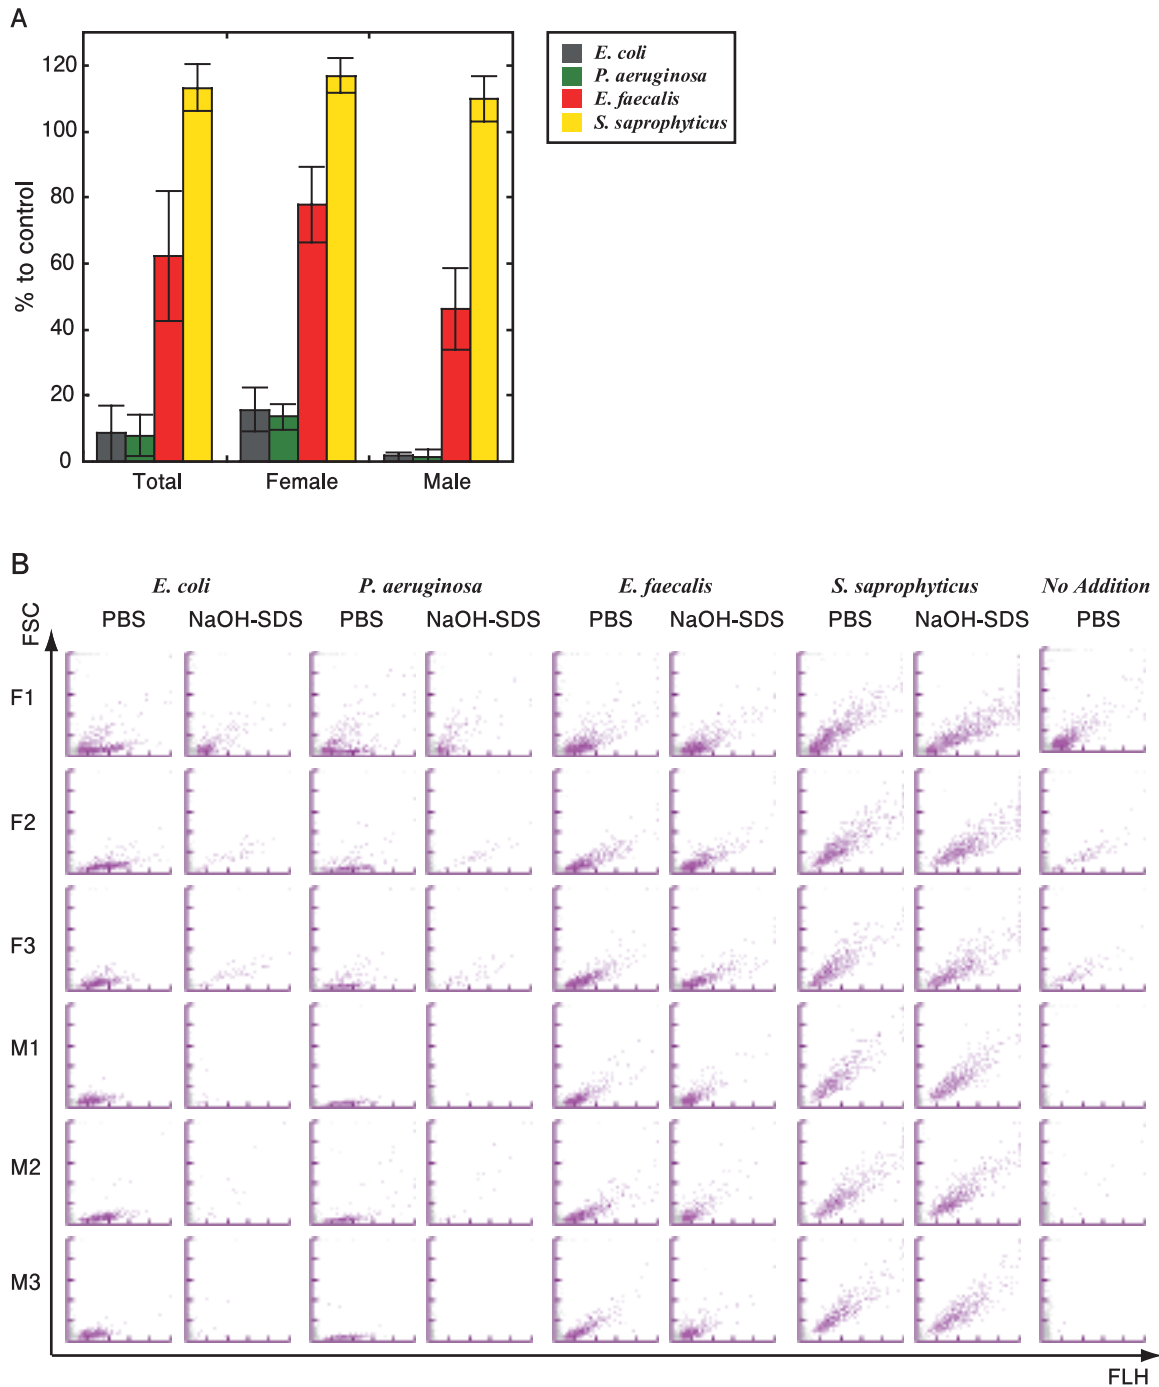 A
% to control
120
100
80
60
40
20
0
Total Female Male
E. coli
P. aeruginosa
E. faecalis
S. saprophyticus
B
E. coli P. aeruginosa E. faecalis S. saprophyticus No Addition
PBS NaOH-SDS PBS NaOH-SDS PBS NaOH-SDS PBS NaOH-SDS PBS
FSC
F1
F2
F3
M1
M2
M3
FLH